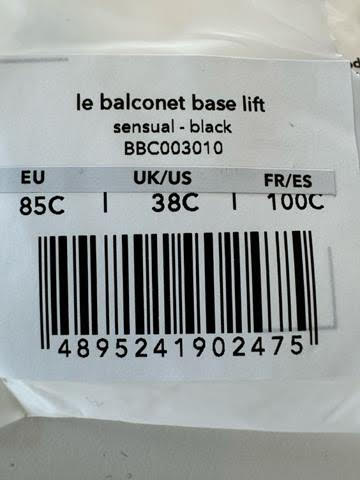 le balconet base lift
sensual - black
BBC003010
EU UK/US FR/ES
85C | 38C | 100C
4895241902475